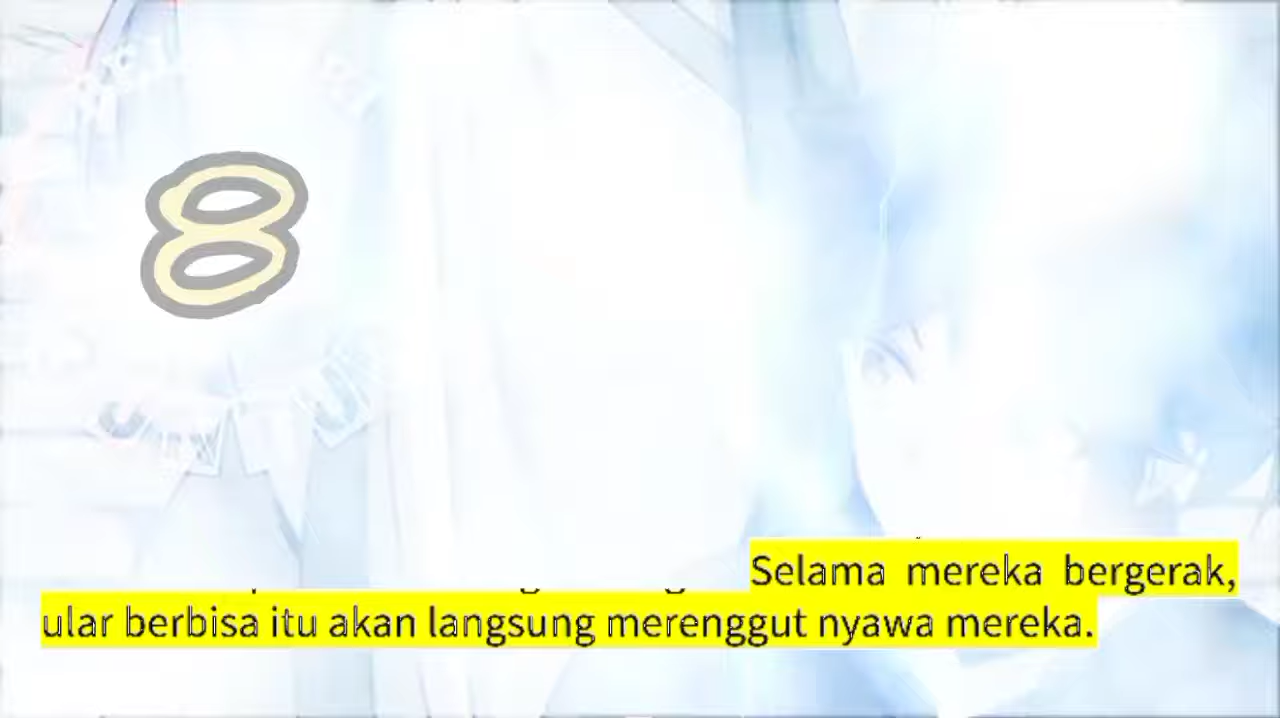 8
Selama mereka bergerak,
ular berbisa itu akan langsung merenggut nyawa mereka.